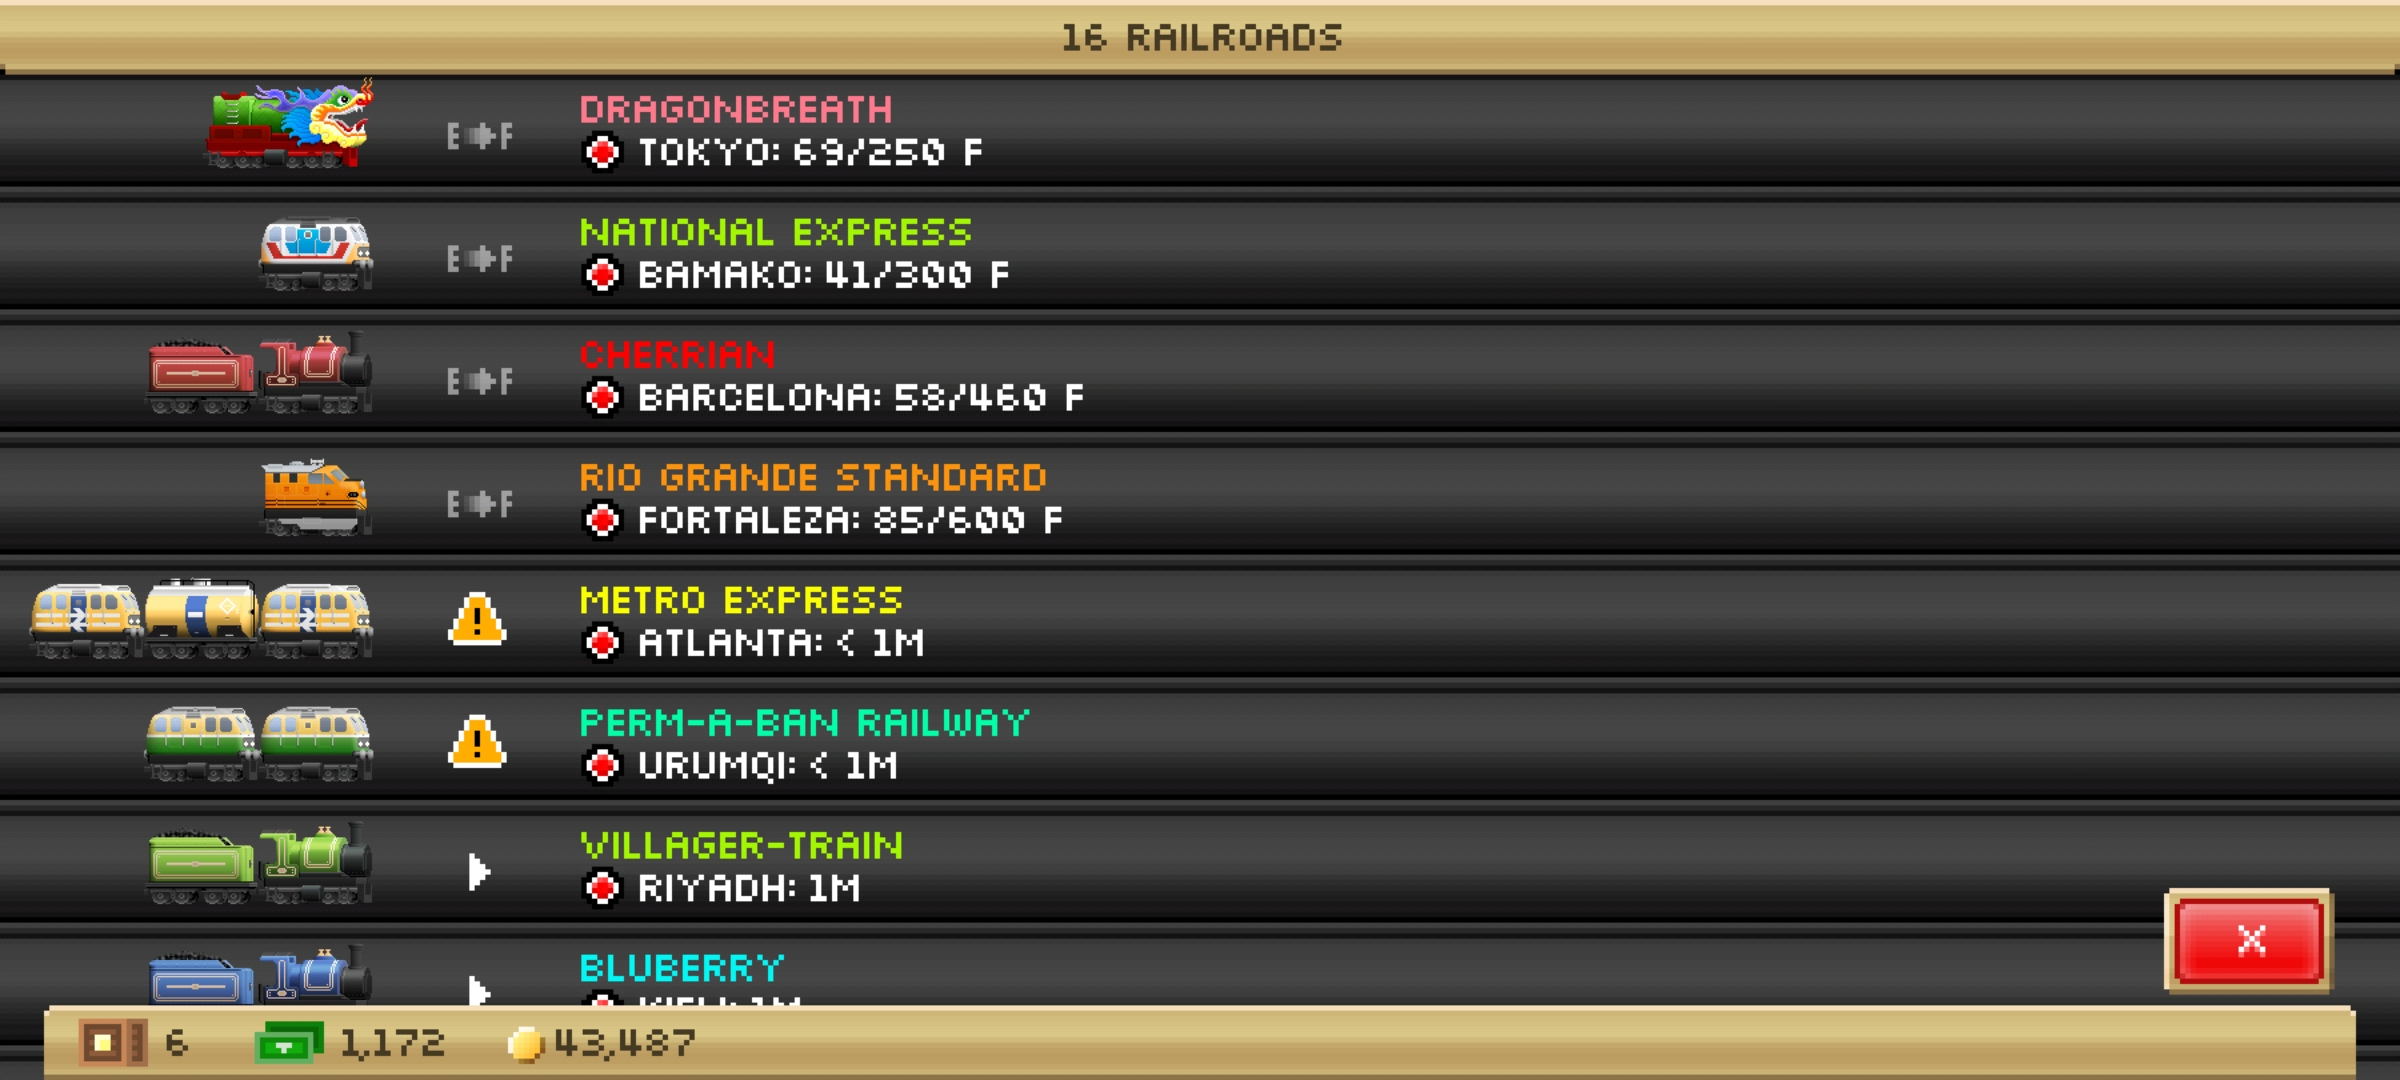 16 RAILROADS
E F
DRAGONBREATH
TOKYO: 69/250 F
E F
NATIONAL EXPRESS
BAMAKO: 41/300 F
E F
CHERRIAN
BARCELONA: 58/460 F
E F
RIO GRANDE STANDARD
FORTALEZA: 85/600 F
METRO EXPRESS
ATLANTA: < 1M
PERM-A-BAN RAILWAY
URUMQI: < 1M
VILLAGER-TRAIN
RIYADH: 1M
X
BLUBERRY
6 1,172 43,487